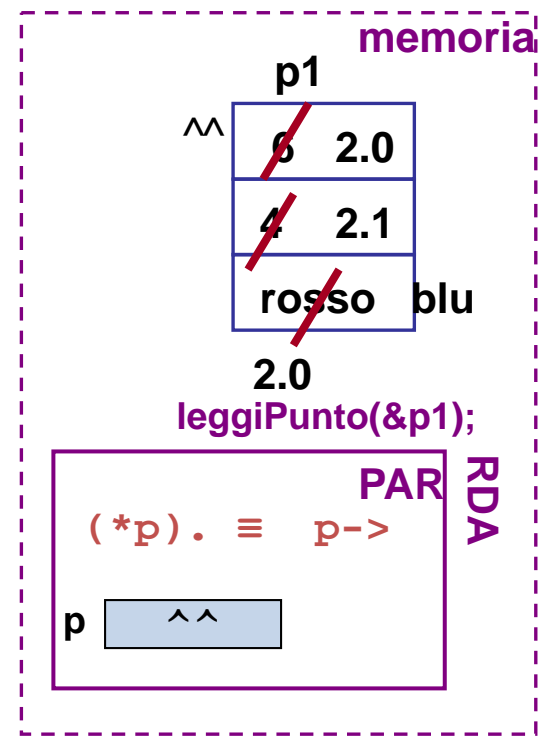 memoria
p1
^^ 6 2.0
4 2.1
rosso blu
2.0
leggiPunto(&p1);
PAR
RDA
(*p). ≡ p->
p ^^